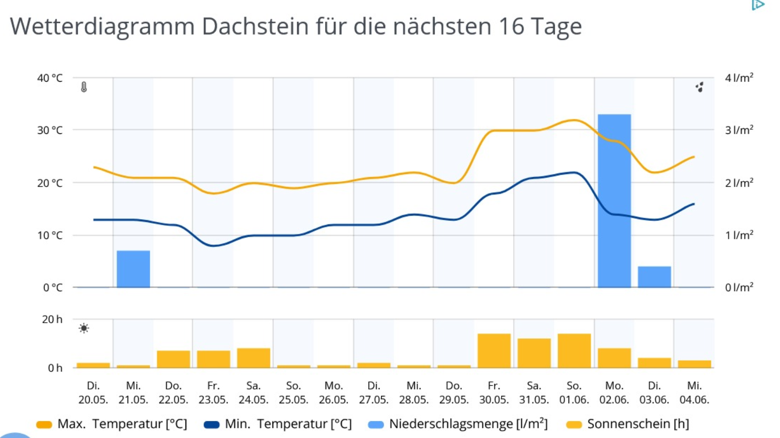 Wetterdiagramm Dachstein für die nächsten 16 Tage
40 °C
4 l/m²
30 °C
3 l/m²
20 °C
2 l/m²
10 °C
1 l/m²
0 °C
0 l/m²
20 h
0 h
Di. Mi. Do. Fr. Sa. So. Mo. Di. Mi. Do. Fr. Sa. So. Mo. Di. Mi.
20.05. 21.05. 22.05. 23.05. 24.05. 25.05. 26.05. 27.05. 28.05. 29.05. 30.05. 31.05. 01.06. 02.06. 03.06. 04.06.
Max. Temperatur [°C] Min. Temperatur [°C] Niederschlagsmenge [l/m²] Sonnenschein [h]